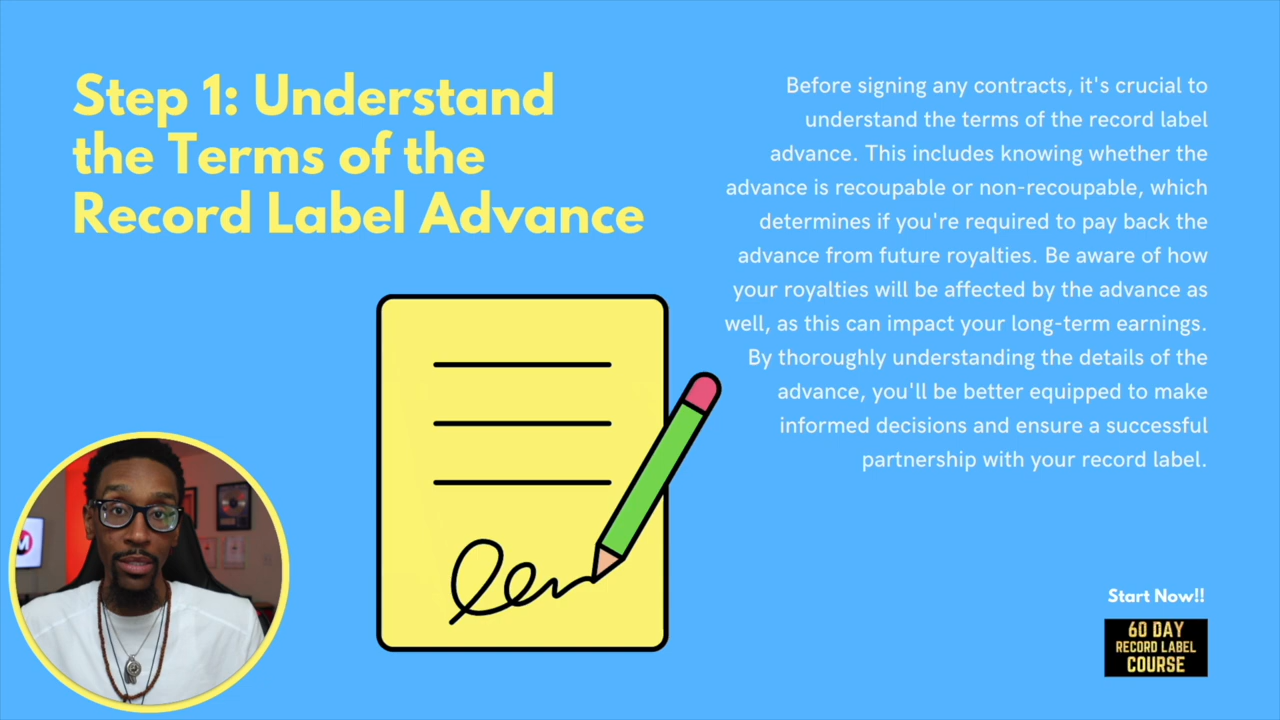 Step 1: Understand
the Terms of the
Record Label Advance
Before signing any contracts, it's crucial to
understand the terms of the record label
advance. This includes knowing whether the
advance is recoupable or non-recoupable, which
determines if you're required to pay back the
advance from future royalties. Be aware of how
your royalties will be affected by the advance as
well, as this can impact your long-term earnings.
By thoroughly understanding the details of the
advance, you'll be better equipped to make
informed decisions and ensure a successful
partnership with your record label.
Start Now!!
60 DAY
RECORD LABEL
COURSE